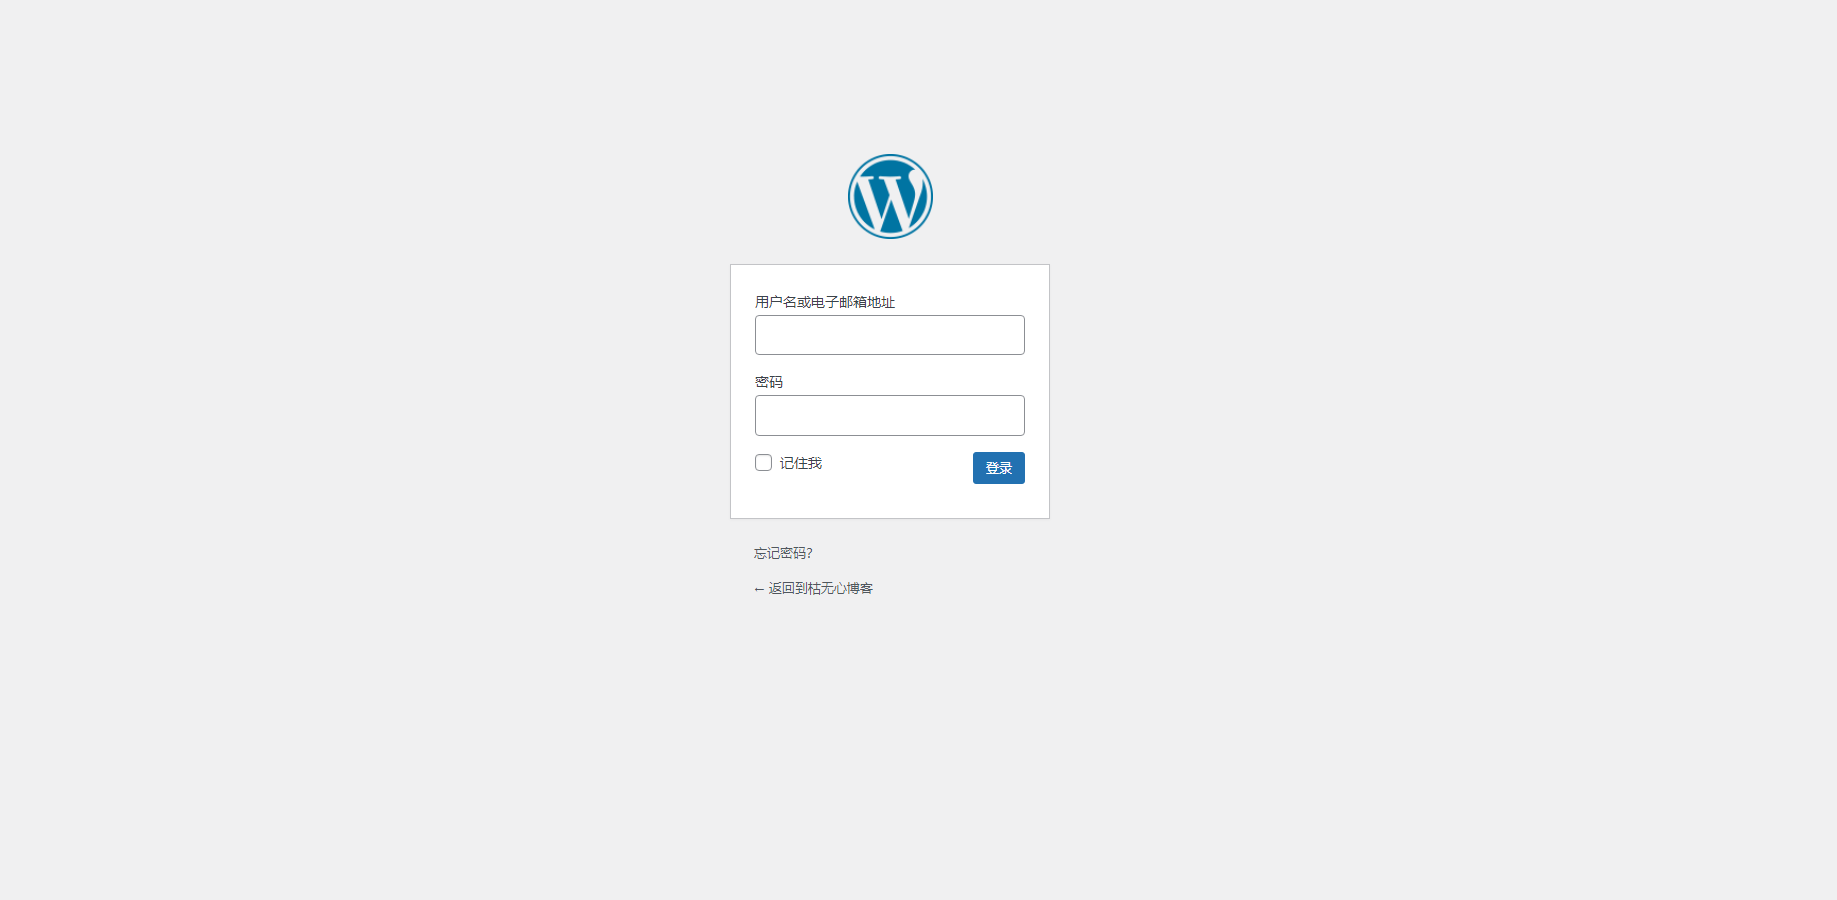 用户名或电子邮箱地址
密码
记住我
登录
忘记密码?
← 返回到枯无心博客